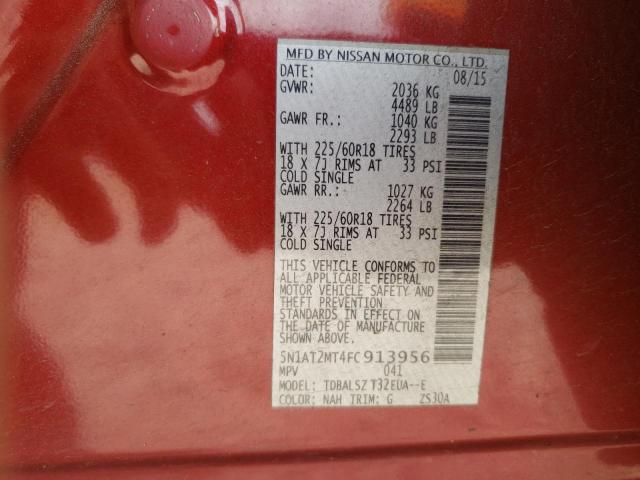 MFD BY NISSAN MOTOR CO., LTD.
DATE: 08/15
GVWR: 2036 KG
4489 LB
GAWR FR.: 1040 KG
2293 LB
WITH 225/60R18 TIRES
18 X 7J RIMS AT 33 PSI
COLD SINGLE
GAWR RR.: 1027 KG
2264 LB
WITH 225/60R18 TIRES
18 X 7J RIMS AT 33 PSI
COLD SINGLE
THIS VEHICLE CONFORMS TO
ALL APPLICABLE FEDERAL
MOTOR VEHICLE SAFETY AND
THEFT PREVENTION.
STANDARDS IN EFFECT ON
THE DATE OF MANUFACTURE
SHOWN ABOVE.
5N1AT2MT4FC913956
MPV 041
MODEL: TDBALSZ T32EUA--E
COLOR: NAH TRIM: G ZS30A